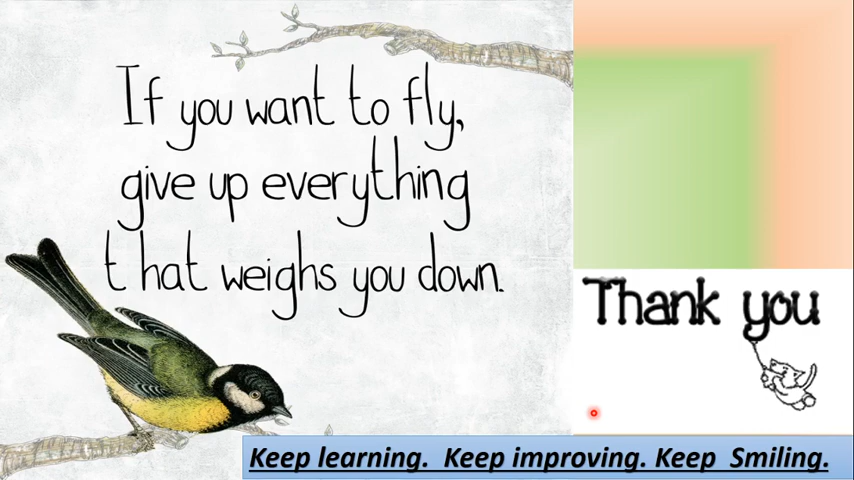 If you want to fly,
give up everything
t hat weighs you down.
Thank you
Keep learning.  Keep improving. Keep  Smiling.